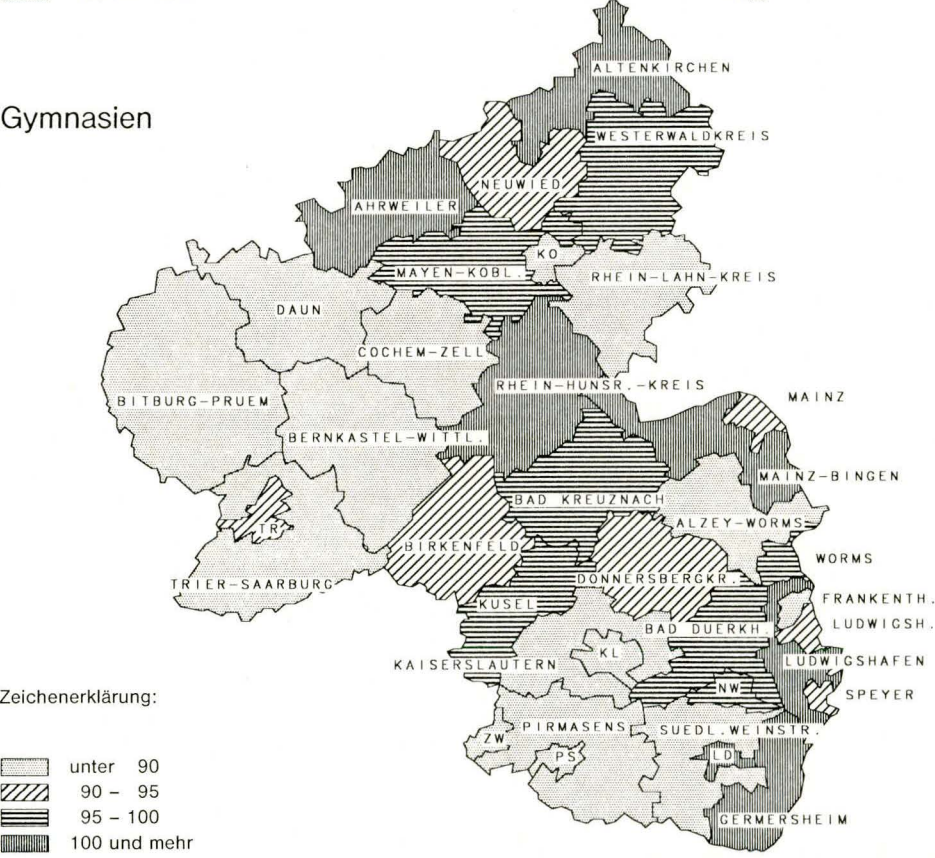 Gymnasien
ALTENKIRCHEN
WESTERWALDKREIS
NEUWIED
AHRWEILER
KO
MAYEN-KOBL.
RHEIN-LAHN-KREIS
DAUN
COCHEM-ZELL
RHEIN-HUNSR.-KREIS
MAINZ
BITBURG-PRUEM
BERNKASTEL-WITTL.
MAINZ-BINGEN
BAD KREUZNACH
TR
ALZEY-WORMS
BIRKENFELD
WORMS
TRIER-SAARBURG
DONNERSBERGKR.
FRANKENTH.
KUSEL
LUDWIGSH.
BAD DUERKH.
KL
KAISERSLAUTERN
LUDWIGSHAFEN
NW
SPEYER
PIRMASENS
SUEDL.WEINSTR.
ZW
PS
LD
GERMERSHEIM
Zeichenerklärung:
unter 90
90 – 95
95 – 100
100 und mehr